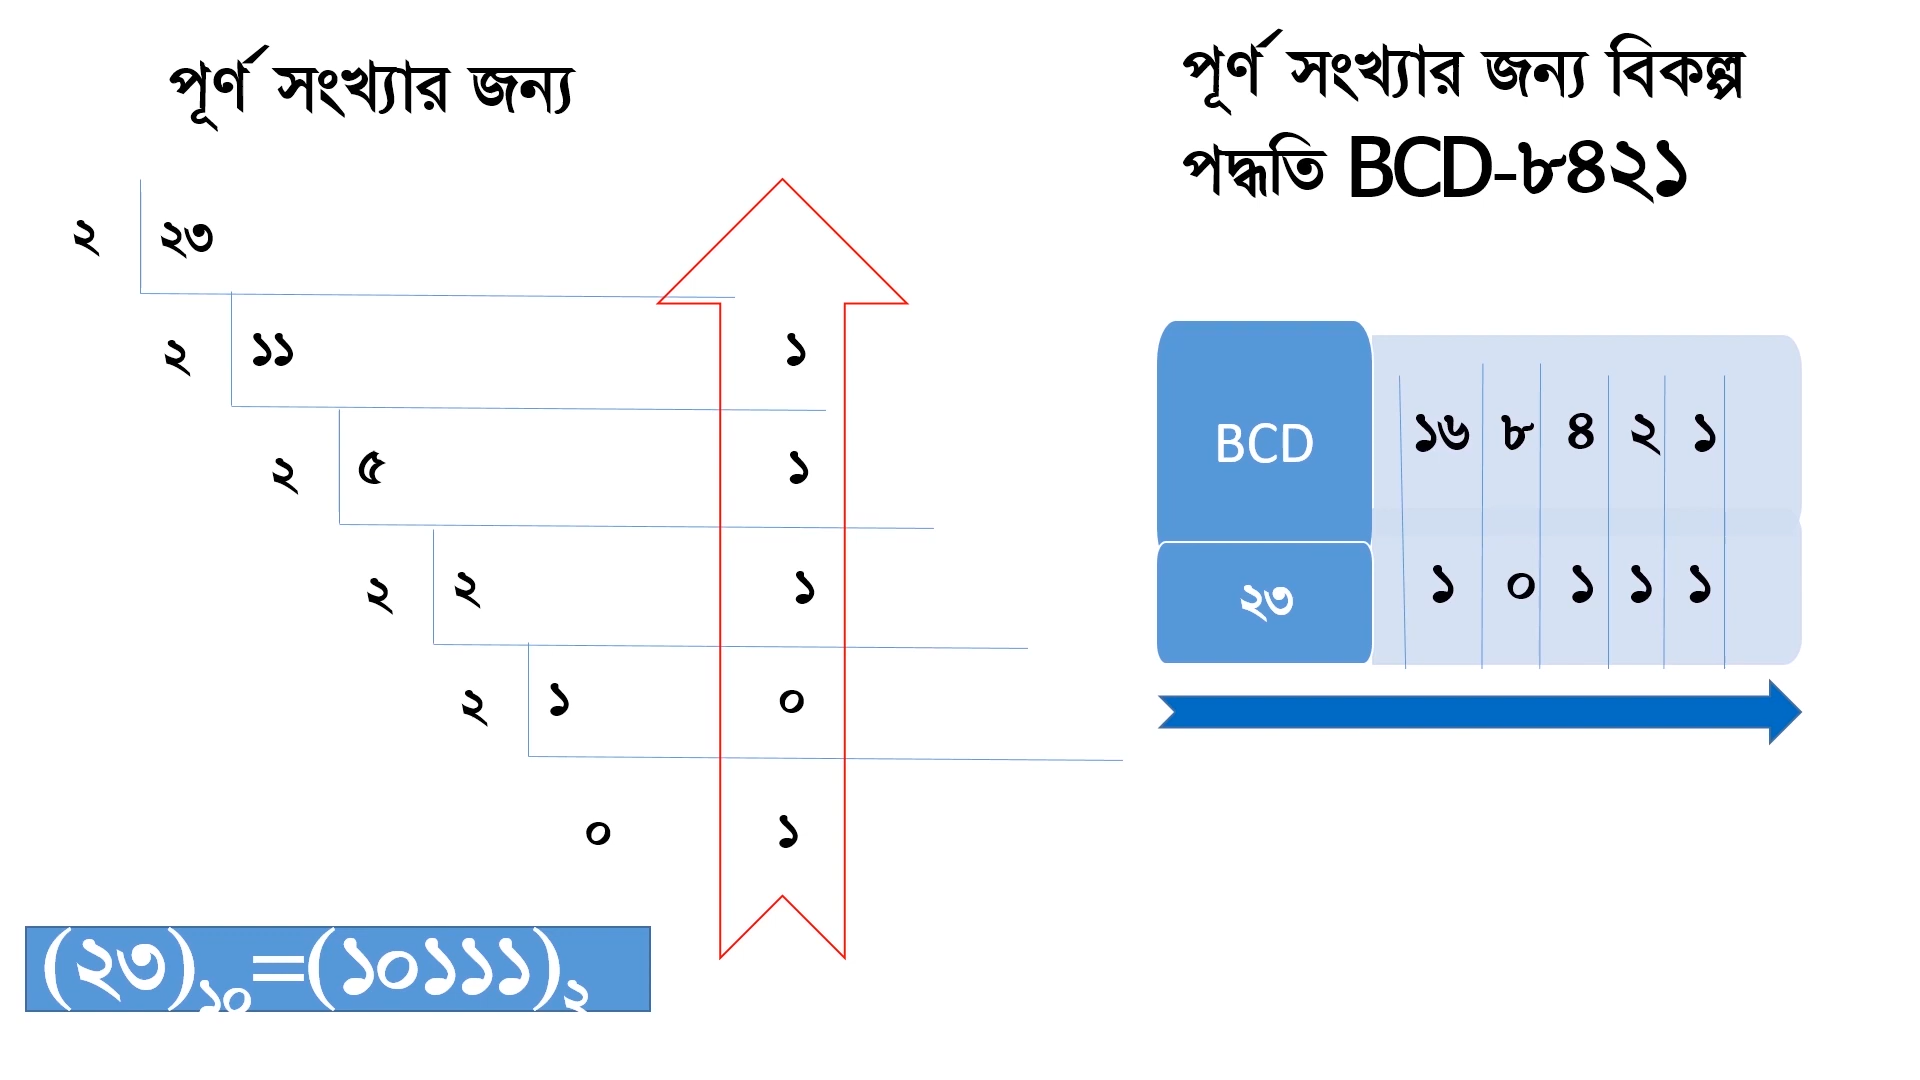 পূর্ণ সংখ্যার জন্য
২ ২৩
২ ১১ ১
২ ৫ ১
২ ২ ১
২ ১ ০
০ ১
(২৩)১০=(১০১১১)২
পূর্ণ সংখ্যার জন্য বিকল্প
পদ্ধতি BCD-৮৪২১
BCD ১৬ ৮ ৪ ২ ১
২৩ ১ ০ ১ ১ ১